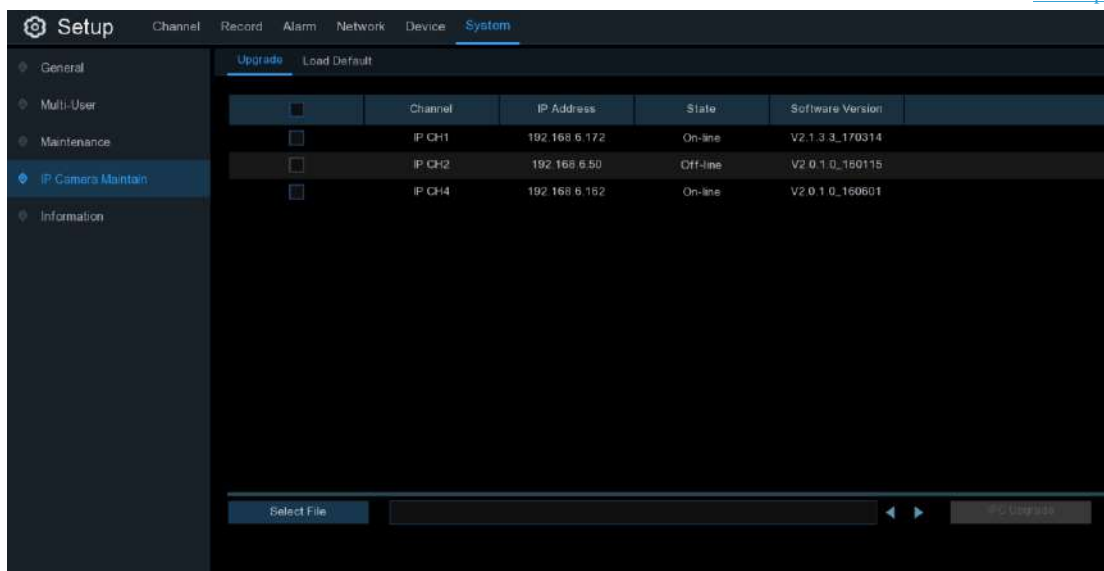 Setup Channel Record Alarm Network Device System
General
Upgrade Load Default
Multi-User
Channel IP Address State Software Version
Maintenance
IP CH1 192.168.6.172 On-line V2.1.3.3_170314
IP CH2 192.168.6.50 Off-line V2.0.1.0_160115
IP Camera Maintain
IP CH4 192.168.6.162 On-line V2.0.1.0_160601
Information
Select File
IPC Upgrade